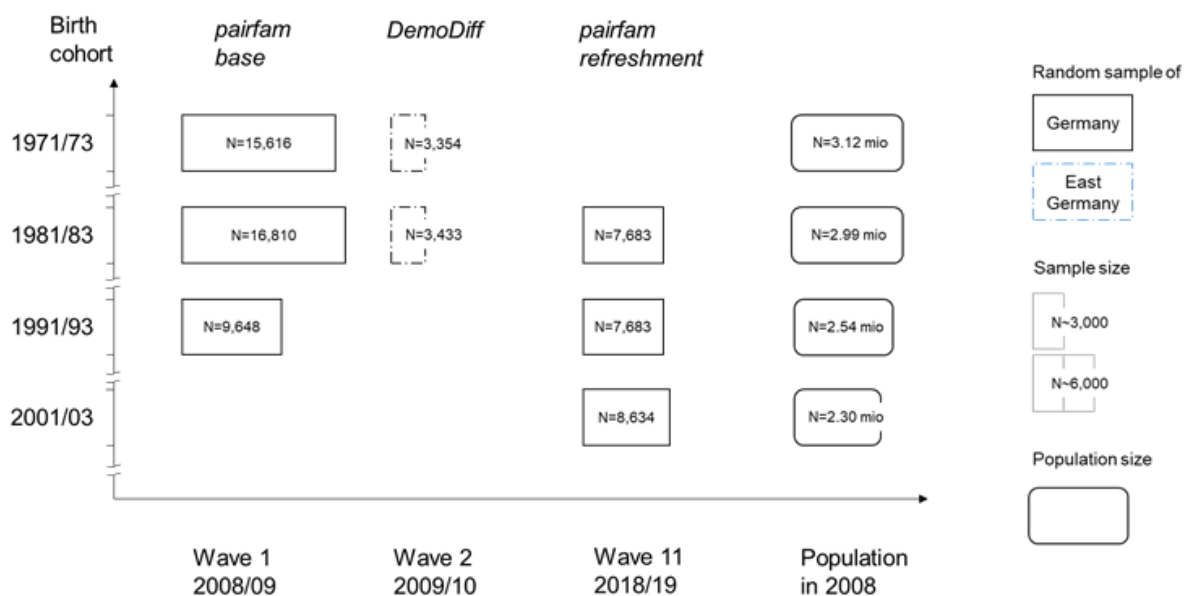 Birth
cohort
pairfam
base
DemoDiff
pairfam
refreshment
1971/73
N=15,616
N=3,354
N=3.12 mio
1981/83
N=16,810
N=3,433
N=7,683
N=2.99 mio
1991/93
N=9,648
N=7,683
N=2.54 mio
2001/03
N=8,634
N=2.30 mio
Wave 1
2008/09
Wave 2
2009/10
Wave 11
2018/19
Population
in 2008
Random sample of
Germany
East
Germany
Sample size
N~3,000
N~6,000
Population size